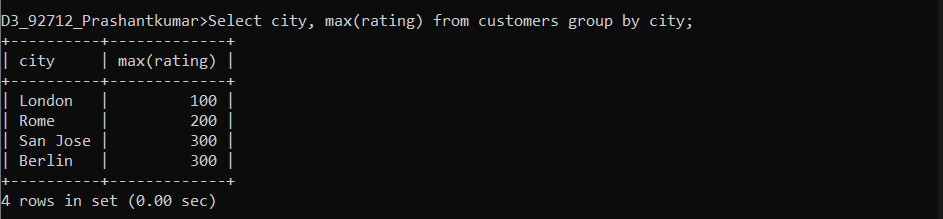 D3_92712_Prashantkumar>Select city, max(rating) from customers group by city;
+----------+-------------+
| city     | max(rating) |
+----------+-------------+
| London   |         100 |
| Rome     |         200 |
| San Jose |         300 |
| Berlin   |         300 |
+----------+-------------+
4 rows in set (0.00 sec)